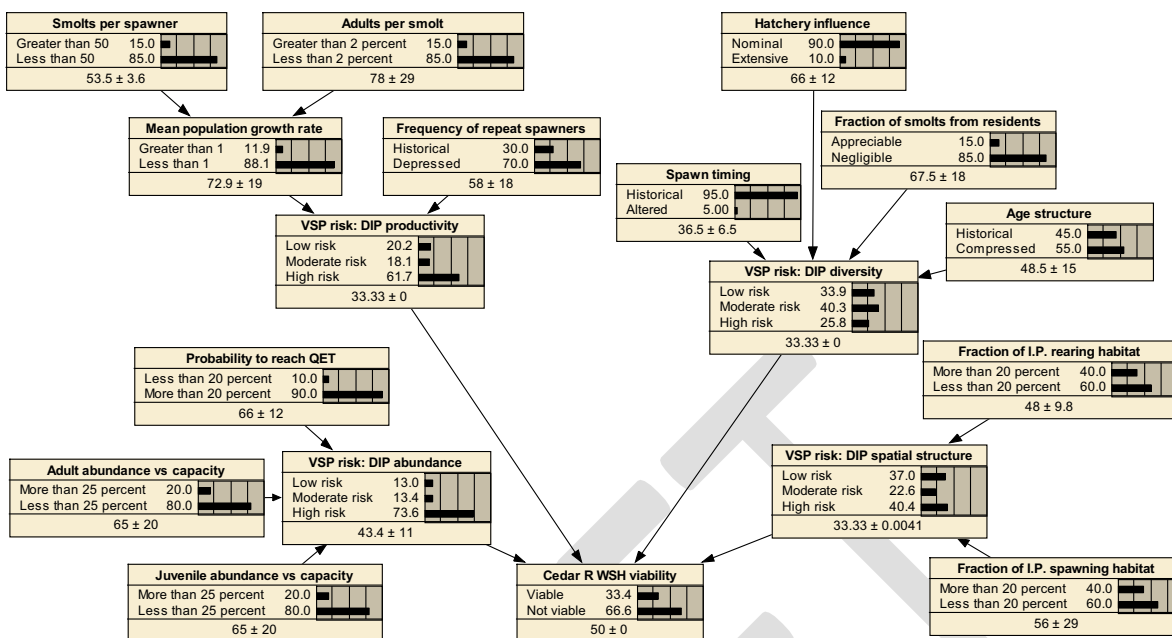 Smolts per spawner
Greater than 50 15.0
Less than 50 85.0
53.5 ± 3.6
Adults per smolt
Greater than 2 percent 15.0
Less than 2 percent 85.0
78 ± 29
Hatchery influence
Nominal 90.0
Extensive 10.0
66 ± 12
Mean population growth rate
Greater than 1 11.9
Less than 1 88.1
72.9 ± 19
Frequency of repeat spawners
Historical 30.0
Depressed 70.0
58 ± 18
Fraction of smolts from residents
Appreciable 15.0
Negligible 85.0
67.5 ± 18
Spawn timing
Historical 95.0
Altered 5.00
36.5 ± 6.5
Age structure
Historical 45.0
Compressed 55.0
48.5 ± 15
VSP risk: DIP productivity
Low risk 20.2
Moderate risk 18.1
High risk 61.7
33.33 ± 0
VSP risk: DIP diversity
Low risk 33.9
Moderate risk 40.3
High risk 25.8
33.33 ± 0
Probability to reach QET
Less than 20 percent 10.0
More than 20 percent 90.0
66 ± 12
Fraction of I.P. rearing habitat
More than 20 percent 40.0
Less than 20 percent 60.0
48 ± 9.8
Adult abundance vs capacity
More than 25 percent 20.0
Less than 25 percent 80.0
65 ± 20
VSP risk: DIP abundance
Low risk 13.0
Moderate risk 13.4
High risk 73.6
43.4 ± 11
VSP risk: DIP spatial structure
Low risk 37.0
Moderate risk 22.6
High risk 40.4
33.33 ± 0.0041
Juvenile abundance vs capacity
More than 25 percent 20.0
Less than 25 percent 80.0
65 ± 20
Cedar R WSH viability
Viable 33.4
Not viable 66.6
50 ± 0
Fraction of I.P. spawning habitat
More than 20 percent 40.0
Less than 20 percent 60.0
56 ± 29